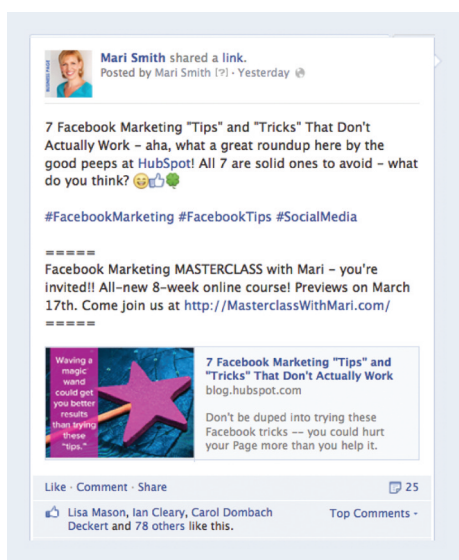 BUSINESS PAGE
Mari Smith shared a link.
Posted by Mari Smith [?] · Yesterday
7 Facebook Marketing "Tips" and "Tricks" That Don't
Actually Work – aha, what a great roundup here by the
good peeps at HubSpot! All 7 are solid ones to avoid – what
do you think?
#FacebookMarketing #FacebookTips #SocialMedia
=====
Facebook Marketing MASTERCLASS with Mari – you're
invited!! All-new 8-week online course! Previews on March
17th. Come join us at http://MasterclassWithMari.com/
=====
Waving a
magic
wand
could get
you better
results
than trying
these
"tips."
7 Facebook Marketing "Tips" and
"Tricks" That Don't Actually Work
blog.hubspot.com
Don't be duped into trying these
Facebook tricks -- you could hurt
your Page more than you help it.
Like · Comment · Share 25
Lisa Mason, Ian Cleary, Carol Dombach
Deckert and 78 others like this.
Top Comments